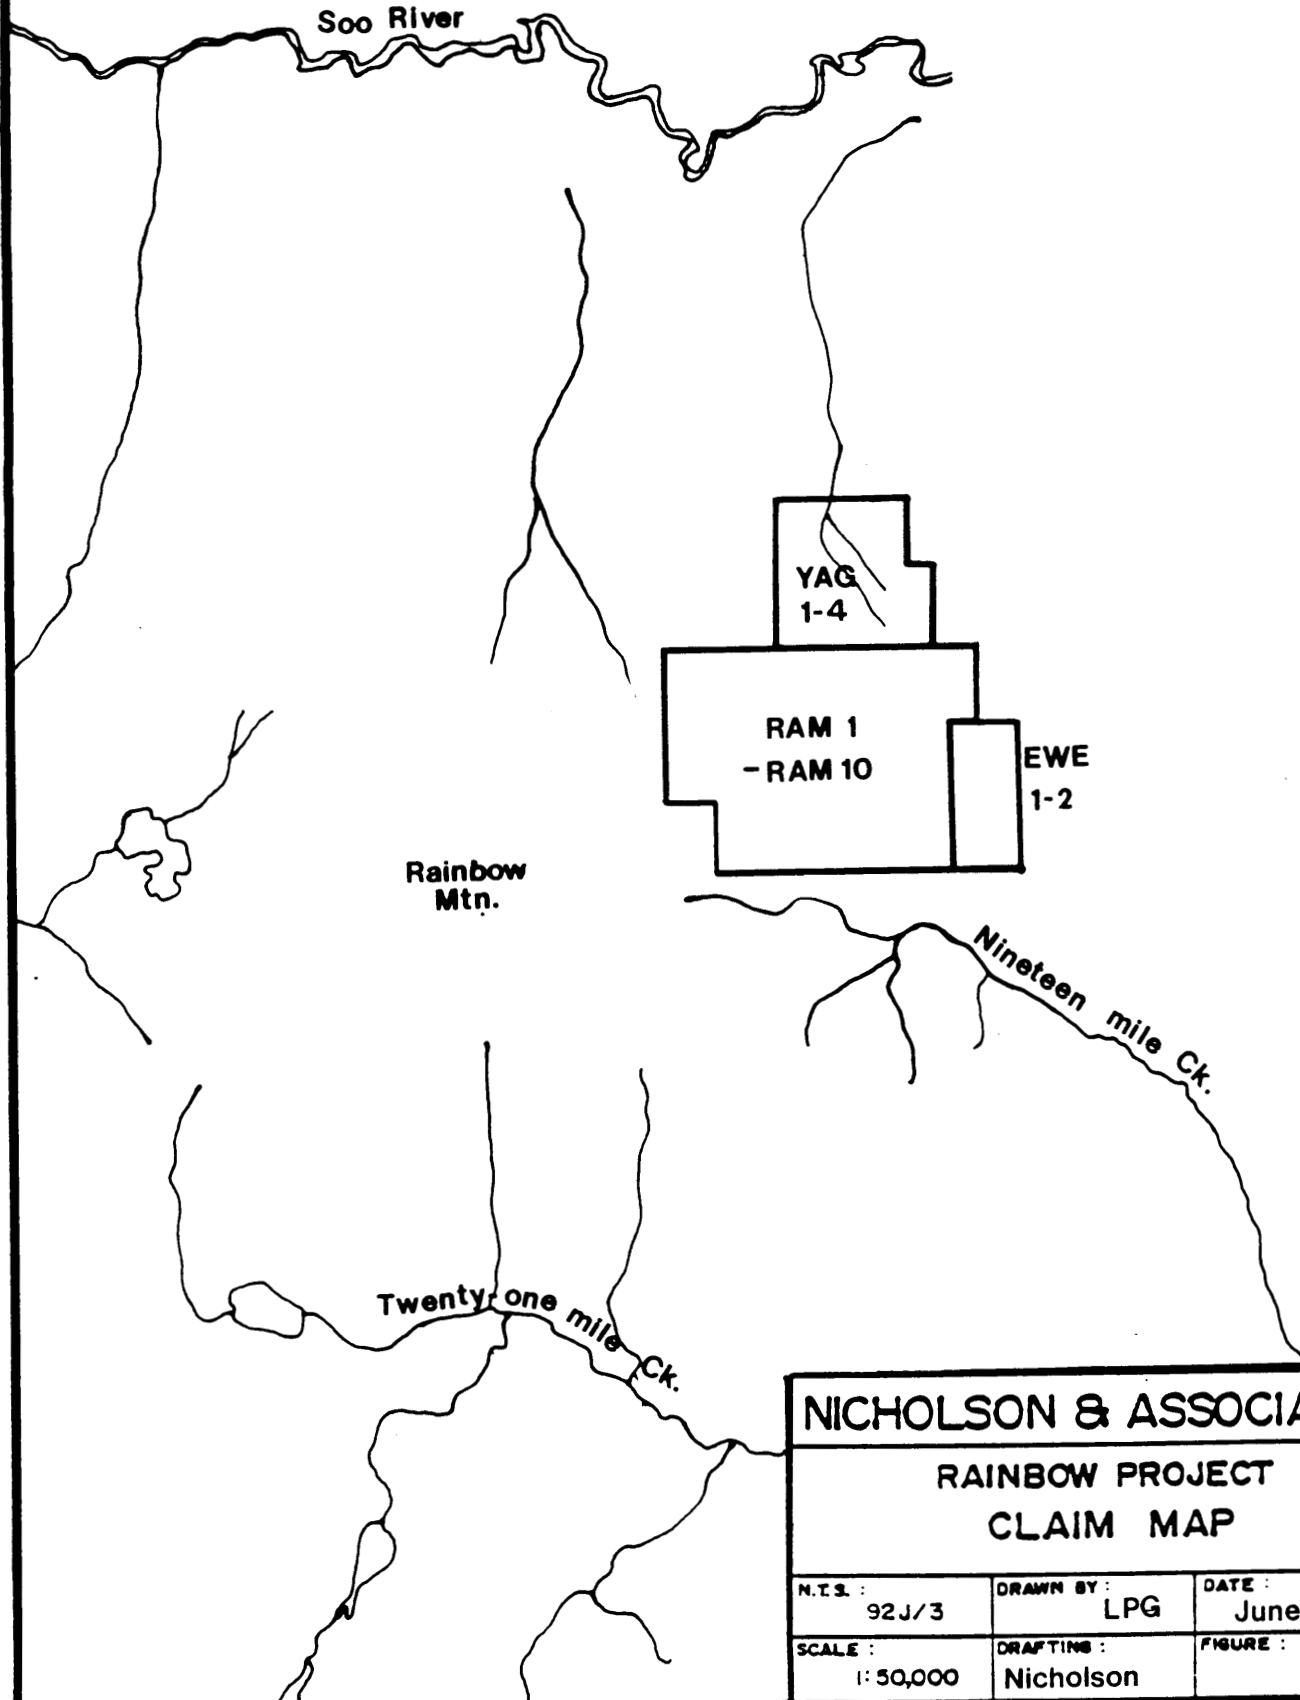 Soo River
YAG
1-4
RAM 1
-RAM 10
EWE
1-2
Rainbow
Mtn.
Nineteen mile Ck.
Twenty-one mile Ck.
NICHOLSON & ASSOCIA
RAINBOW PROJECT
CLAIM MAP
N.T.S. : 92J/3
DRAWN BY : LPG
DATE : June
SCALE : 1:50,000
DRAFTING : Nicholson
FIGURE :